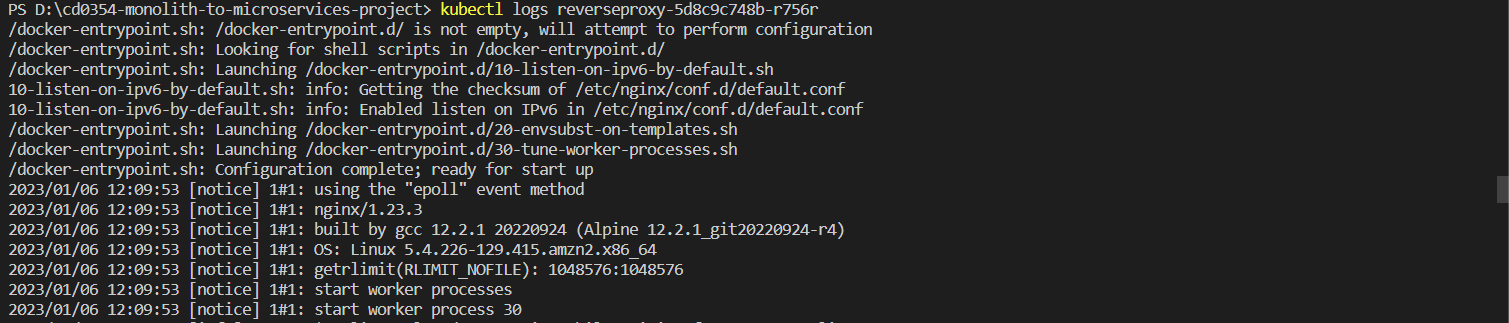 PS D:\cd0354-monolith-to-microservices-project> kubectl logs reverseproxy-5d8c9c748b-r756r
/docker-entrypoint.sh: /docker-entrypoint.d/ is not empty, will attempt to perform configuration
/docker-entrypoint.sh: Looking for shell scripts in /docker-entrypoint.d/
/docker-entrypoint.sh: Launching /docker-entrypoint.d/10-listen-on-ipv6-by-default.sh
10-listen-on-ipv6-by-default.sh: info: Getting the checksum of /etc/nginx/conf.d/default.conf
10-listen-on-ipv6-by-default.sh: info: Enabled listen on IPv6 in /etc/nginx/conf.d/default.conf
/docker-entrypoint.sh: Launching /docker-entrypoint.d/20-envsubst-on-templates.sh
/docker-entrypoint.sh: Launching /docker-entrypoint.d/30-tune-worker-processes.sh
/docker-entrypoint.sh: Configuration complete; ready for start up
2023/01/06 12:09:53 [notice] 1#1: using the "epoll" event method
2023/01/06 12:09:53 [notice] 1#1: nginx/1.23.3
2023/01/06 12:09:53 [notice] 1#1: built by gcc 12.2.1 20220924 (Alpine 12.2.1_git20220924-r4)
2023/01/06 12:09:53 [notice] 1#1: OS: Linux 5.4.226-129.415.amzn2.x86_64
2023/01/06 12:09:53 [notice] 1#1: getrlimit(RLIMIT_NOFILE): 1048576:1048576
2023/01/06 12:09:53 [notice] 1#1: start worker processes
2023/01/06 12:09:53 [notice] 1#1: start worker process 30